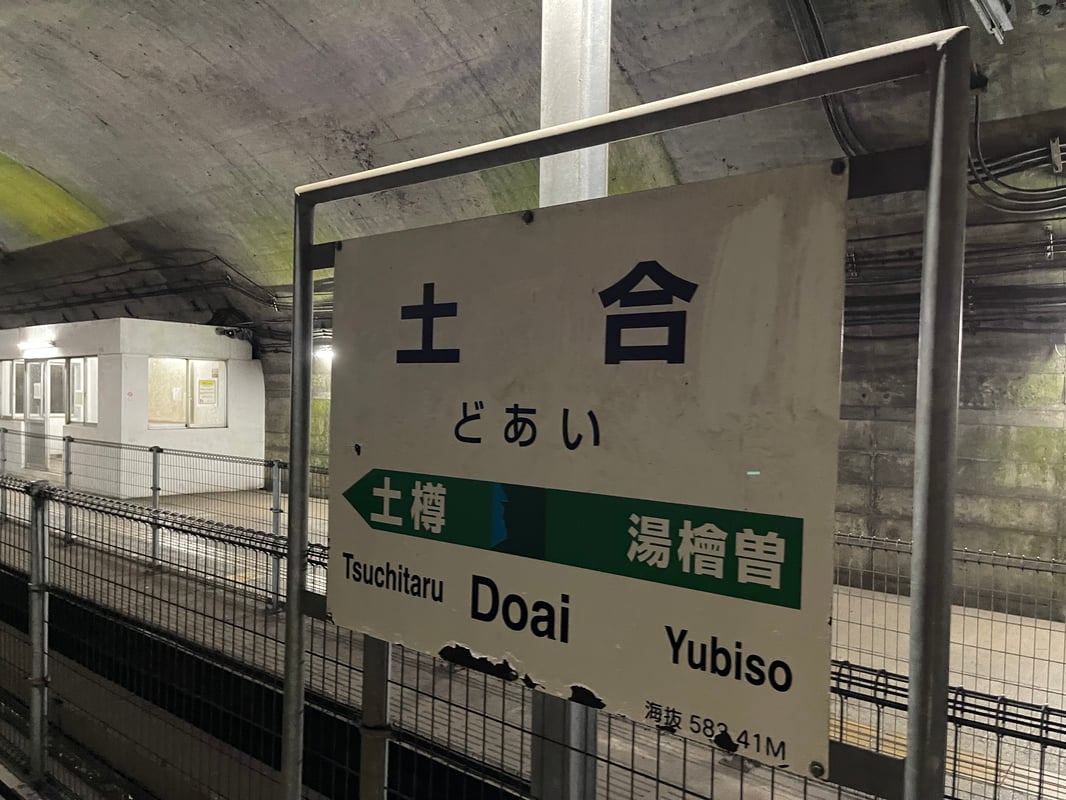 土合
どあい
土樽 湯檜曽
Tsuchitaru Doai Yubiso
海抜 583.41M